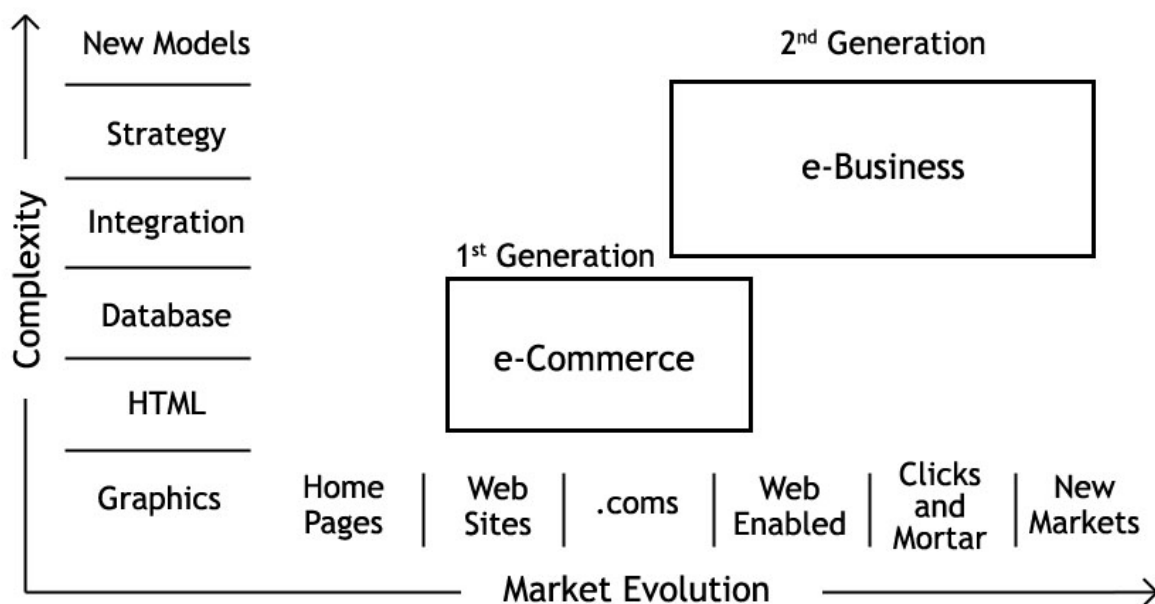 New Models
2nd Generation
Strategy
e-Business
Integration
1st Generation
Complexity
Database
e-Commerce
HTML
Graphics
Home
Pages
Web
Sites
.coms
Web
Enabled
Clicks
and
Mortar
New
Markets
Market Evolution